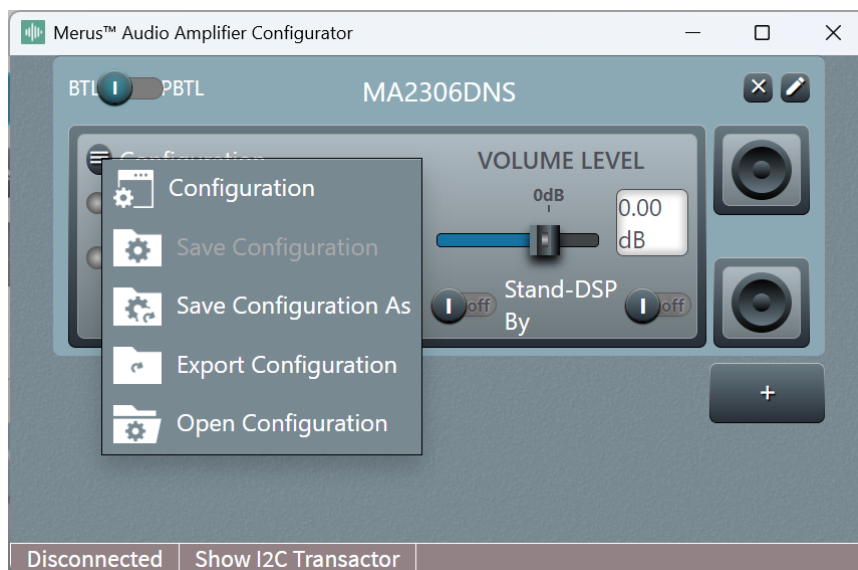 Merus™ Audio Amplifier Configurator
BTL PBTL
MA2306DNS
Configuration
VOLUME LEVEL
0dB
0.00
dB
off
Stand-DSP
By
off
Configuration
Save Configuration
Save Configuration As
Export Configuration
Open Configuration
+
Disconnected
Show I2C Transactor